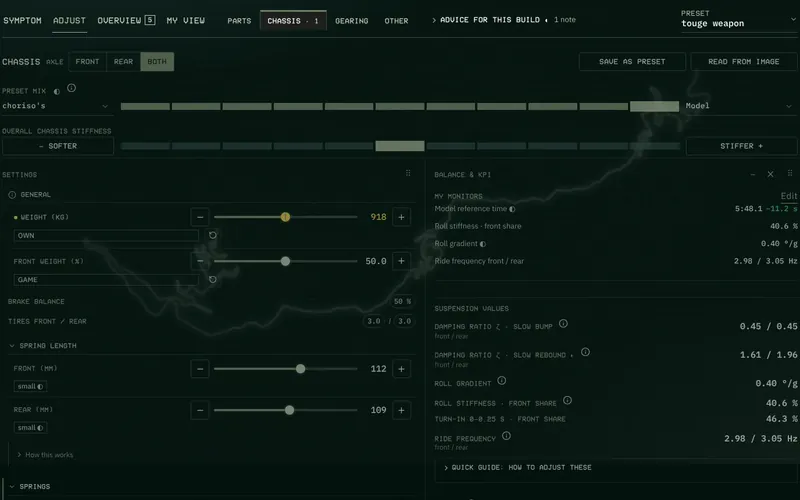 SYMPTOM ADJUST OVERVIEW 5 MY VIEW PARTS CHASSIS · 1 GEARING OTHER > ADVICE FOR THIS BUILD 1 note
PRESET
touge weapon
CHASSIS AXLE FRONT REAR BOTH SAVE AS PRESET READ FROM IMAGE
PRESET MIX
choriso's Model
OVERALL CHASSIS STIFFNESS
– SOFTER STIFFER +
SETTINGS
GENERAL
WEIGHT (KG) − 918 +
OWN
FRONT WEIGHT (%) − 50.0 +
GAME
BRAKE BALANCE 50 %
TIRES FRONT / REAR 3.0 / 3.0
SPRING LENGTH
FRONT (MM) − 112 +
small
REAR (MM) − 109 +
small
> How this works
SPRINGS
BALANCE & KPI
MY MONITORS Edit
Model reference time 5:48.1 −11.2 s
Roll stiffness · front share 40.6 %
Roll gradient 0.40 °/g
Ride frequency front / rear 2.98 / 3.05 Hz
SUSPENSION VALUES
DAMPING RATIO ζ · SLOW BUMP 0.45 / 0.45
front / rear
DAMPING RATIO ζ · SLOW REBOUND 1.61 / 1.96
front / rear
ROLL GRADIENT 0.40 °/g
ROLL STIFFNESS · FRONT SHARE 40.6 %
TURN-IN 0–0.25 S · FRONT SHARE 46.3 %
RIDE FREQUENCY 2.98 / 3.05 Hz
front / rear
> QUICK GUIDE: HOW TO ADJUST THESE